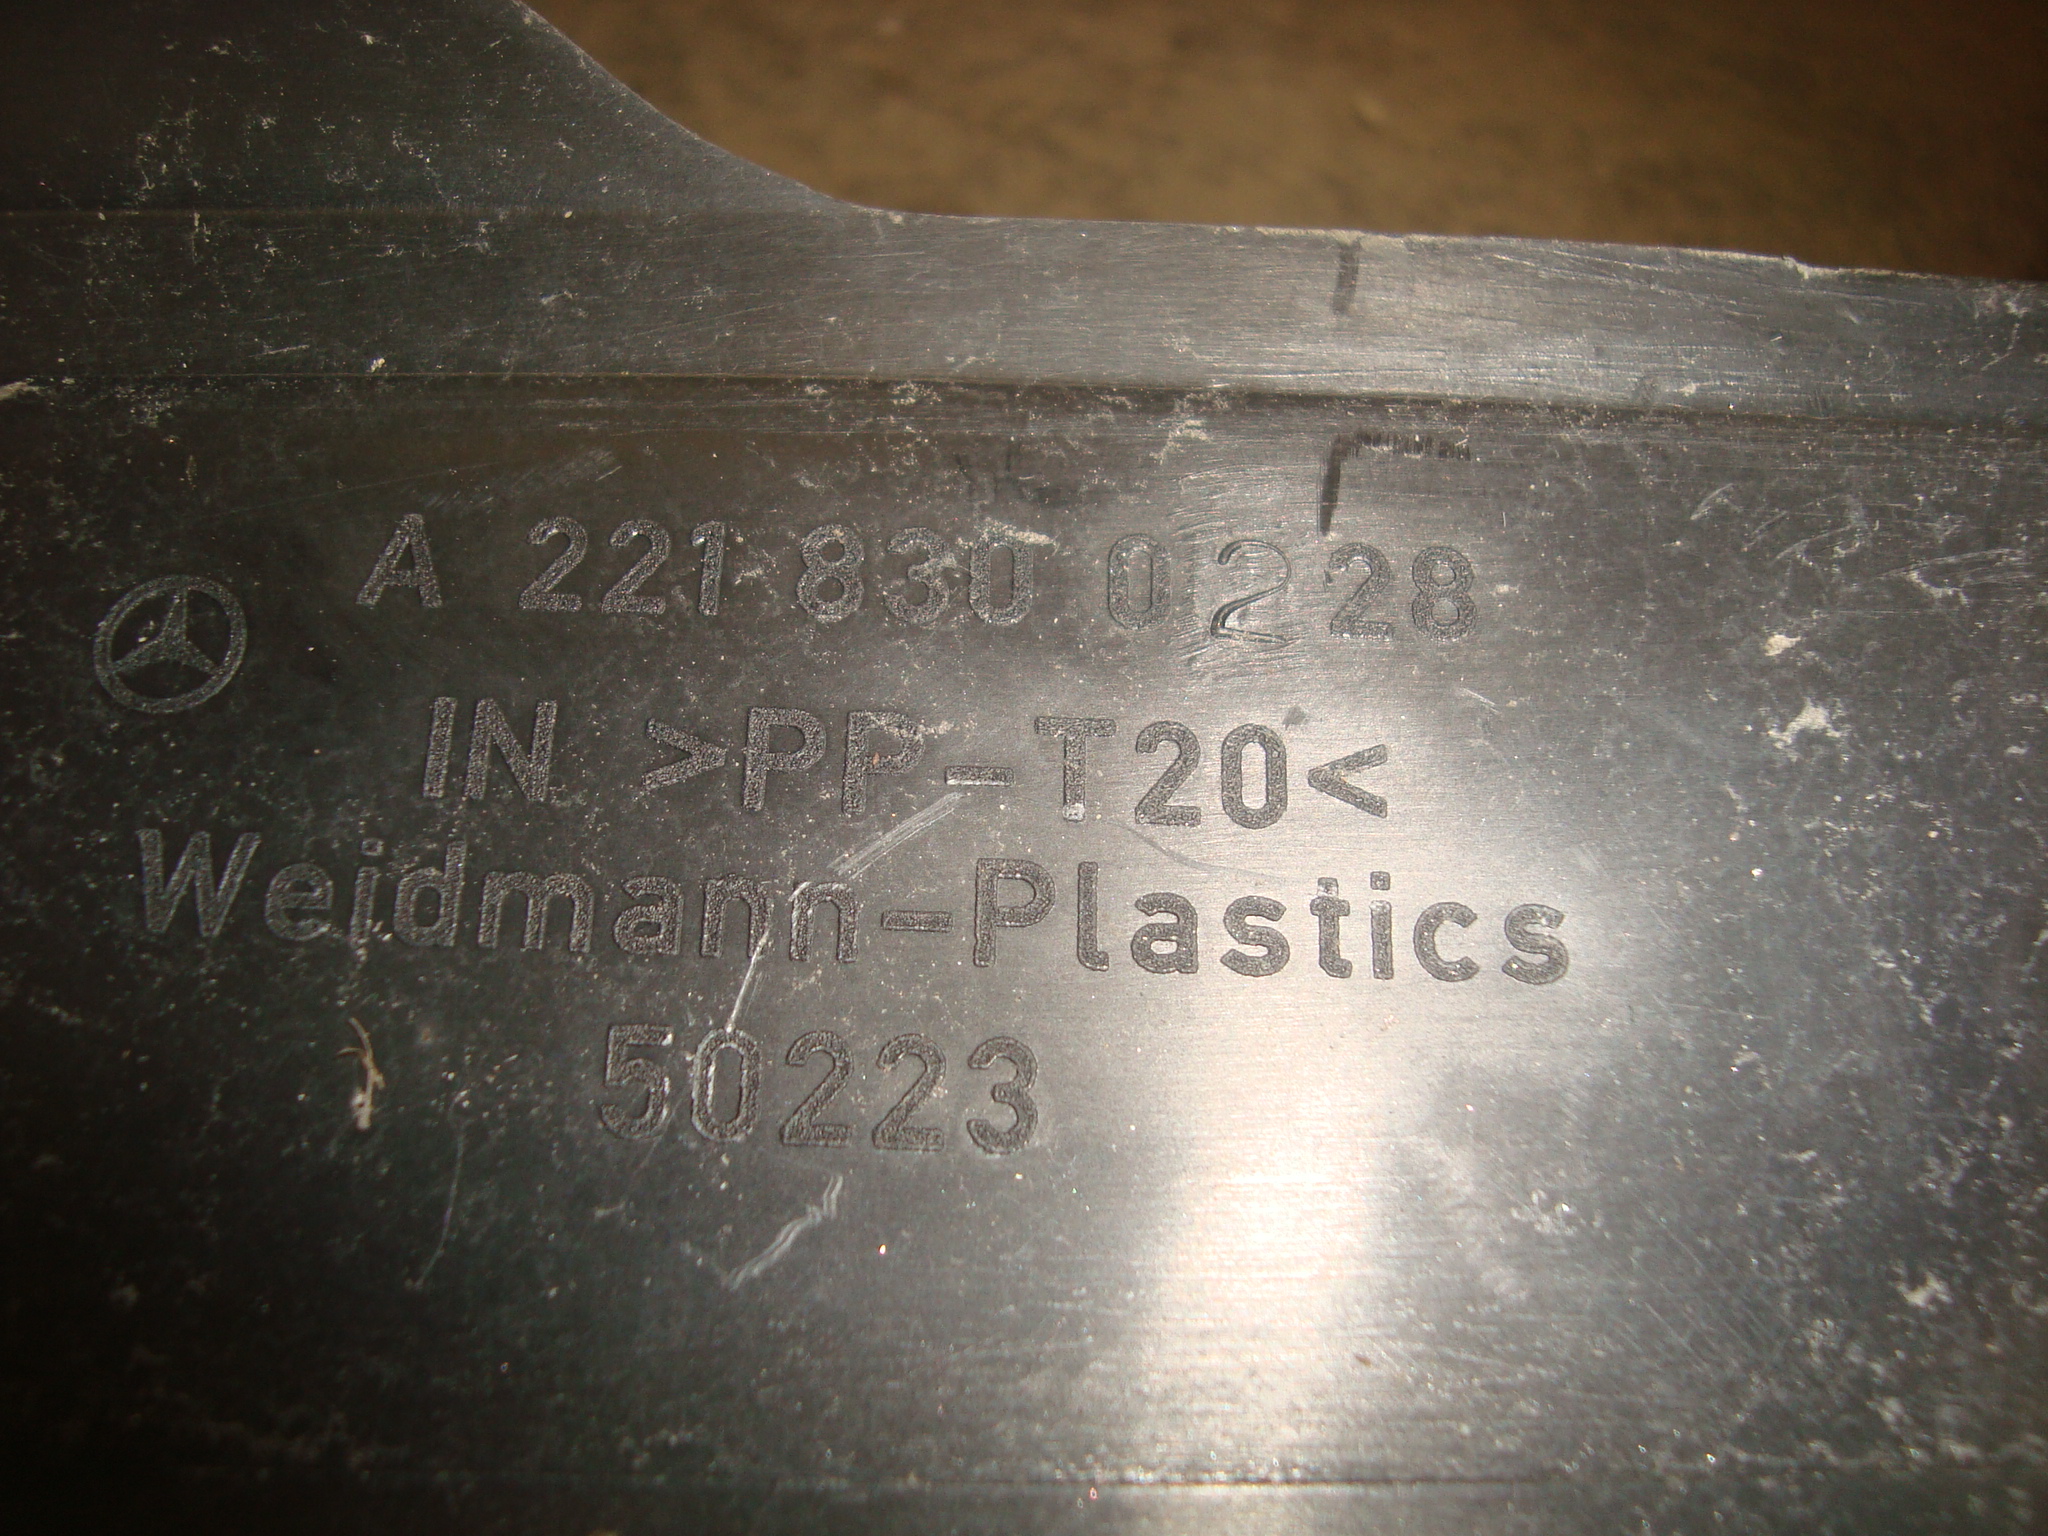 A 221 830 0228
IN >PP-T20<
Weidmann-Plastics
50223